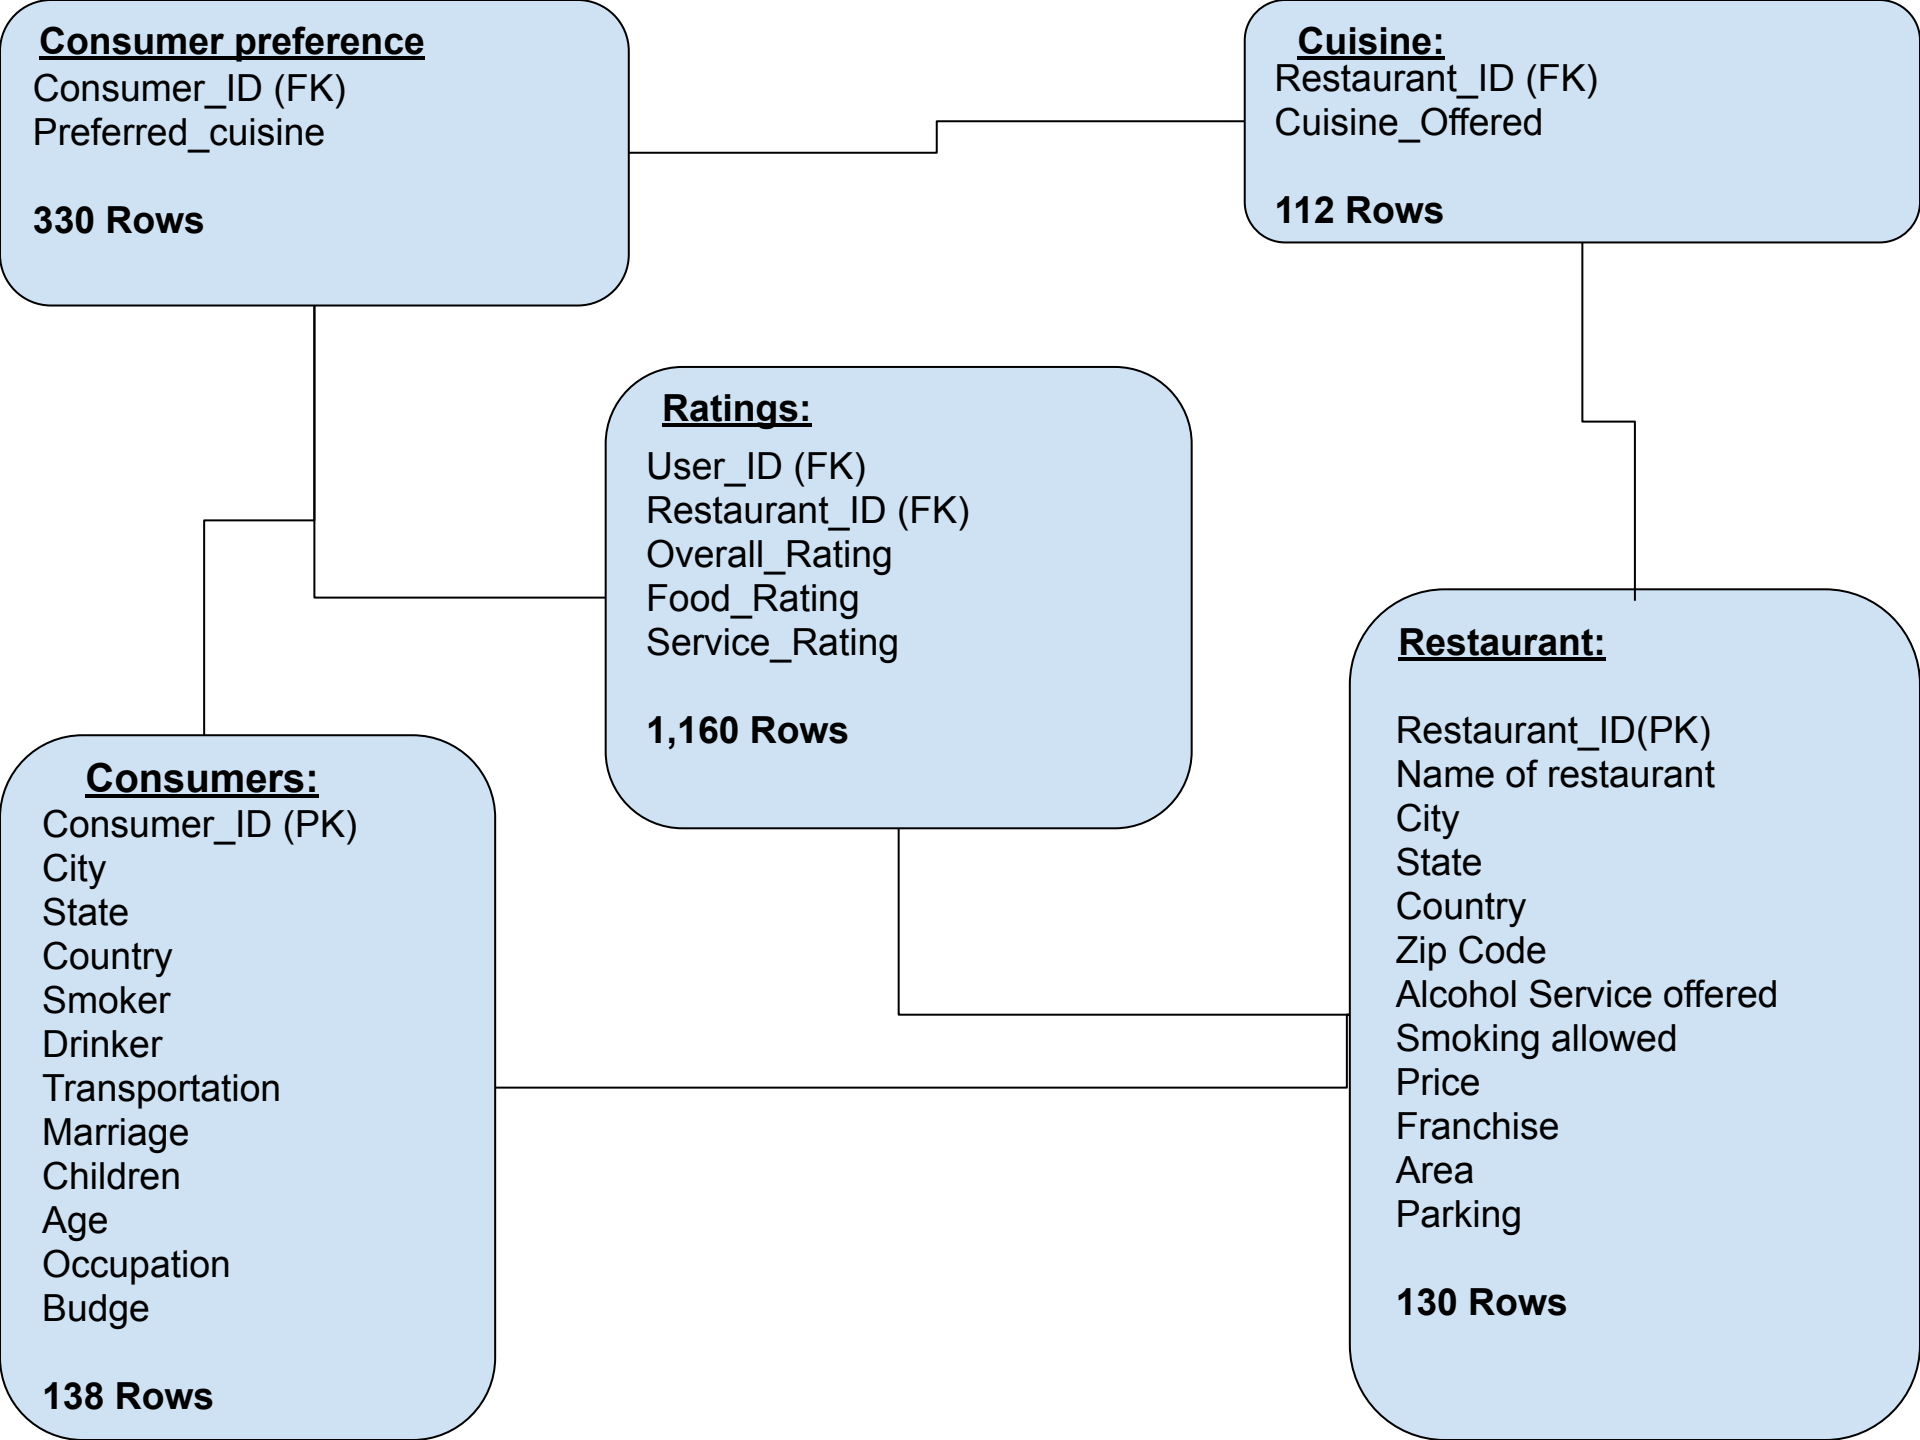 Consumer preference
Consumer_ID (FK)
Preferred_cuisine
330 Rows
Cuisine:
Restaurant_ID (FK)
Cuisine_Offered
112 Rows
Ratings:
User_ID (FK)
Restaurant_ID (FK)
Overall_Rating
Food_Rating
Service_Rating
1,160 Rows
Consumers:
Consumer_ID (PK)
City
State
Country
Smoker
Drinker
Transportation
Marriage
Children
Age
Occupation
Budge
138 Rows
Restaurant:
Restaurant_ID(PK)
Name of restaurant
City
State
Country
Zip Code
Alcohol Service offered
Smoking allowed
Price
Franchise
Area
Parking
130 Rows